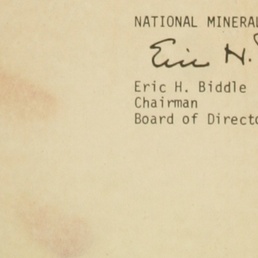 NATIONAL MINERAL
Eric H.
Eric H. Biddle
Chairman
Board of Directo